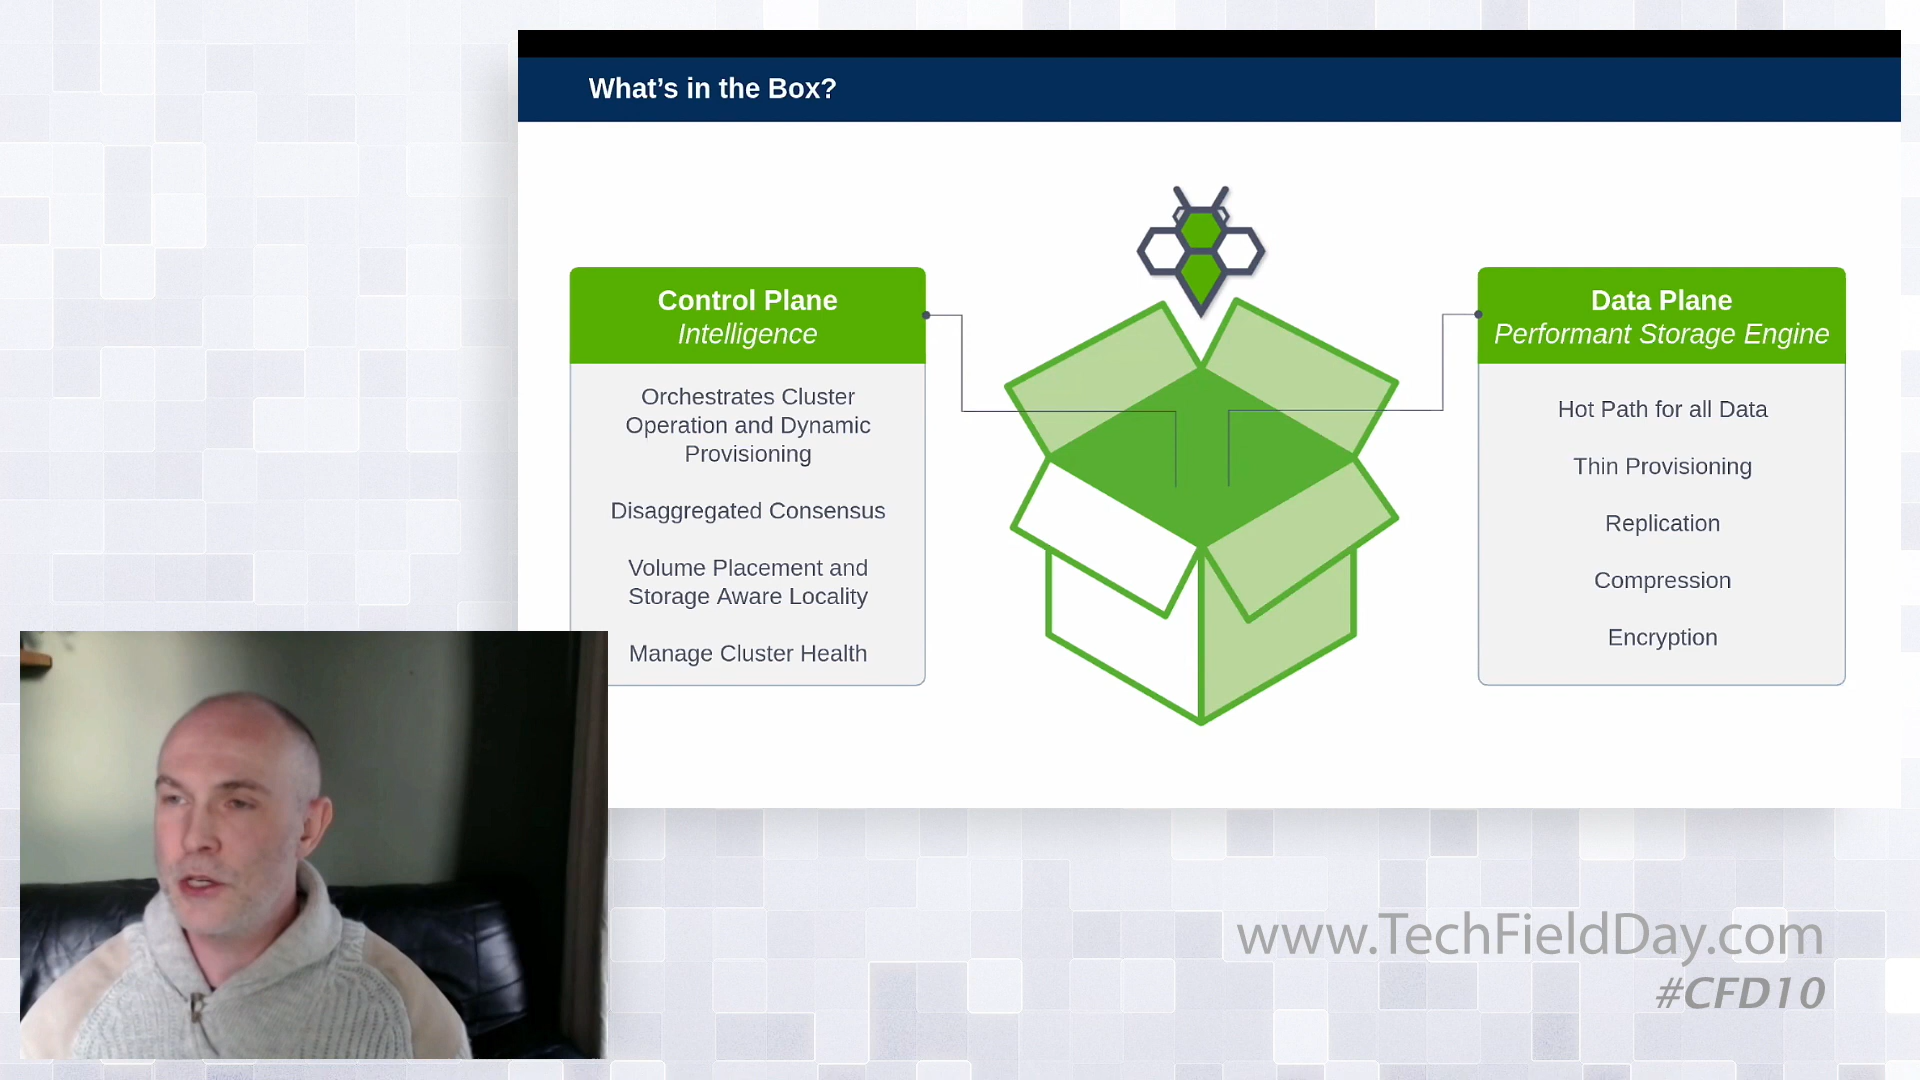 What's in the Box?
Control Plane
Intelligence
Orchestrates Cluster
Operation and Dynamic
Provisioning
Disaggregated Consensus
Volume Placement and
Storage Aware Locality
Manage Cluster Health
Data Plane
Performant Storage Engine
Hot Path for all Data
Thin Provisioning
Replication
Compression
Encryption
www.TechFieldDay.com
#CFD10